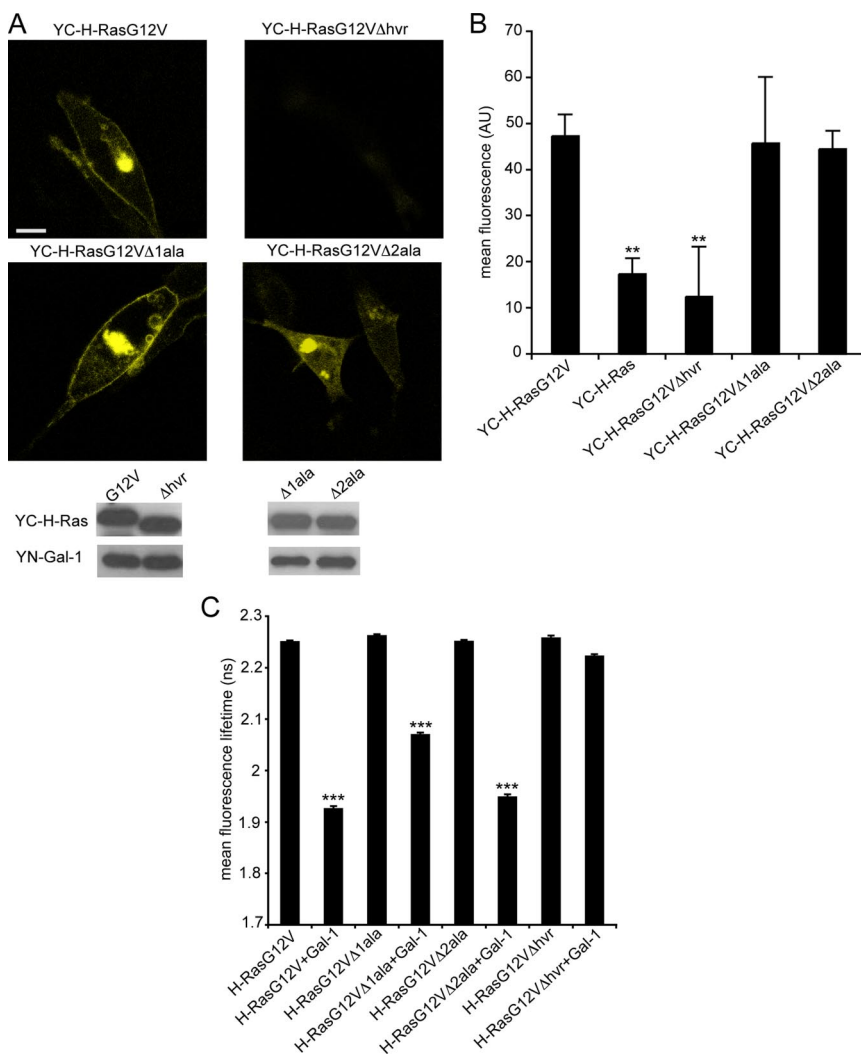 A
YC-H-RasG12V
YC-H-RasG12VΔhvr
YC-H-RasG12VΔ1ala
YC-H-RasG12VΔ2ala
G12V
Δhvr
Δ1ala
Δ2ala
YC-H-Ras
YN-Gal-1
B
mean fluorescence (AU)
70
60
50
40
30
20
10
0
**
**
YC-H-RasG12V
YC-H-Ras
YC-H-RasG12VΔhvr
YC-H-RasG12VΔ1ala
YC-H-RasG12VΔ2ala
C
mean fluorescence lifetime (ns)
2.3
2.2
2.1
2
1.9
1.8
1.7
***
***
***
H-RasG12V
H-RasG12V+Gal-1
H-RasG12VΔ1ala
H-RasG12VΔ1ala+Gal-1
H-RasG12VΔ2ala
H-RasG12VΔ2ala+Gal-1
H-RasG12VΔhvr
H-RasG12VΔhvr+Gal-1